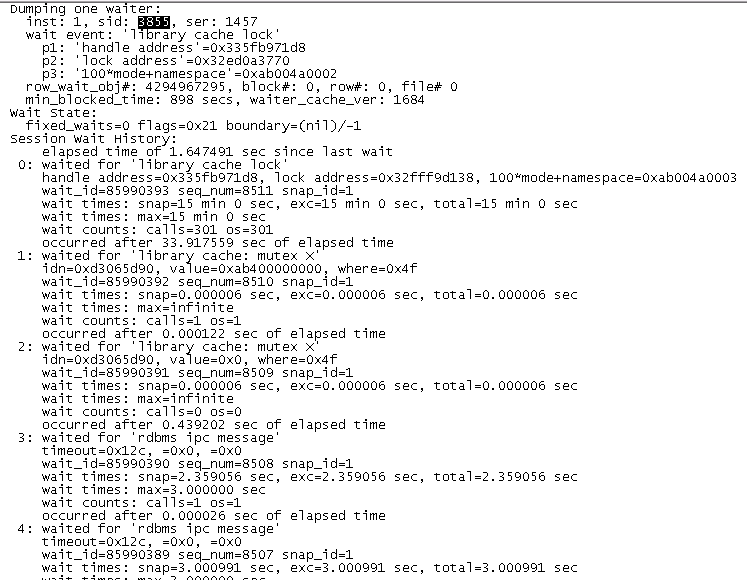 Dumping one waiter:
inst: 1, sid: 3855, ser: 1457
wait event: 'library cache lock'
p1: 'handle address'=0x335fb971d8
p2: 'lock address'=0x32ed0a3770
p3: '100*mode+namespace'=0xab004a0002
row_wait_obj#: 4294967295, block#: 0, row#: 0, file# 0
min_blocked_time: 898 secs, waiter_cache_ver: 1684
Wait State:
fixed_waits=0 flags=0x21 boundary=(nil)/-1
Session Wait History:
elapsed time of 1.647491 sec since last wait
0: waited for 'library cache lock'
handle address=0x335fb971d8, lock address=0x32fff9d138, 100*mode+namespace=0xab004a0003
wait_id=85990393 seq_num=8511 snap_id=1
wait times: snap=15 min 0 sec, exc=15 min 0 sec, total=15 min 0 sec
wait times: max=15 min 0 sec
wait counts: calls=301 os=301
occurred after 33.917559 sec of elapsed time
1: waited for 'library cache: mutex X'
idn=0xd3065d90, value=0xab400000000, where=0x4f
wait_id=85990392 seq_num=8510 snap_id=1
wait times: snap=0.000006 sec, exc=0.000006 sec, total=0.000006 sec
wait times: max=infinite
wait counts: calls=1 os=1
occurred after 0.000122 sec of elapsed time
2: waited for 'library cache: mutex X'
idn=0xd3065d90, value=0x0, where=0x4f
wait_id=85990391 seq_num=8509 snap_id=1
wait times: snap=0.000006 sec, exc=0.000006 sec, total=0.000006 sec
wait times: max=infinite
wait counts: calls=0 os=0
occurred after 0.439202 sec of elapsed time
3: waited for 'rdbms ipc message'
timeout=0x12c, =0x0, =0x0
wait_id=85990390 seq_num=8508 snap_id=1
wait times: snap=2.359056 sec, exc=2.359056 sec, total=2.359056 sec
wait times: max=3.000000 sec
wait counts: calls=1 os=1
occurred after 0.000026 sec of elapsed time
4: waited for 'rdbms ipc message'
timeout=0x12c, =0x0, =0x0
wait_id=85990389 seq_num=8507 snap_id=1
wait times: snap=3.000991 sec, exc=3.000991 sec, total=3.000991 sec
wait times: max=3.000000 sec